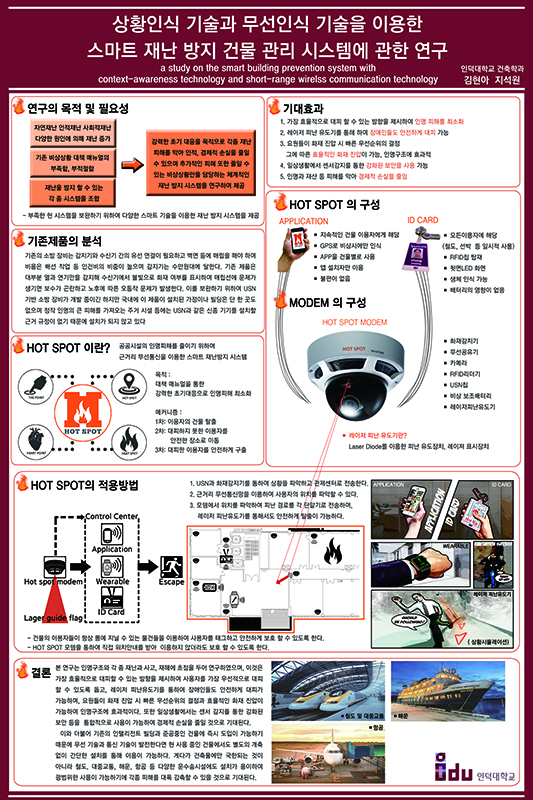 상황인식 기술과 무선인식 기술을 이용한
스마트 재난 방지 건물 관리 시스템에 관한 연구
a study on the smart building prevention system with
context-awareness technology and short-range wirelss communication technology
인덕대학교 건축학과
김현아 지석원
연구의 목적 및 필요성
자연재난 인적재난 사회적재난
다양한 원인에 의해 재난 증가
기존 비상상황 대책 매뉴얼의
부족함, 부적절함
재난을 방지 할 수 있는
각 종 시스템을 조합
강력한 초기 대응을 목적으로 각종 재난
피해를 막아 인적, 경제적 손실을 줄일
수 있으며 추가적인 피해 또한 줄일 수
있는 비상상황만을 담당하는 체계적인
재난 방지 시스템을 연구하여 제공
- 부족한 현 시스템을 보완하기 위하여 다양한 스마트 기술을 이용한 재난 방지 시스템을 제공
기대효과
1. 가장 효율적으로 대피 할 수 있는 방향을 제시하여 인명 피해를 최소화
2. 레이저 피난 유도기를 통해 하여 장애인들도 안전하게 대피 가능
3. 요원들이 화재 진압 시 빠른 우선순위의 결정
그에 따른 효율적인 화재 진압이 가능, 인명구조에 효과적
4. 일상생활에서 센서감지를 통한 강화된 보안을 사용 가능
5. 인명과 재산 등 피해를 막아 경제적 손실을 줄임
기존제품의 분석
기존의 소방 장비는 감지기와 수신기 간의 유선 연결이 필요하고 벽면 등에 매립을 해야 하며
비용은 배선 작업 등 인건비의 비중이 높으며 감지기는 수만원대에 달한다. 기존 제품은
대부분 열과 연기만을 감지해 수신기에서 불빛으로 화재 여부를 표시하며 매립선에 문제가
생기면 보수가 곤란하고 노후에 따른 오동작 문제가 발생한다. 이를 보완하기 위하여 USN
기반 소방 장비가 개발 중이긴 하지만 국내에 이 제품이 설치된 가정이나 빌딩은 단 한 곳도
없으며 정작 인명의 큰 피해를 가져오는 주거 시설 등에는 USN과 같은 신종 기기를 설치할
근거 규정이 없기 때문에 설치가 되지 않고 있다
HOT SPOT 의 구성
APPLICATION
• 지속적인 건물 이용자에게 해당
• GPS로 비상시에만 인식
• APP을 건물별로 사용
• 앱 설치자만 이용
• 불편이 없음
ID CARD
• 모든이용자에 해당
(철도, 선박 등 일시적 사용)
• RFID칩 탑재
• 뒷면LED 화면
• 생체 인식 가능
• 배터리의 영향이 없음
MODEM 의 구성
HOT SPOT MODEM
HOT SPOT
• 화재감지기
• 무선공유기
• 카메라
• RFID리더기
• USN칩
• 비상 보조배터리
• 레이저피난유도기
• 레이저 피난 유도기란?
Laser Diode를 이용한 피난 유도장치, 레이저 표시장치
HOT SPOT 이란?
공공시설의 인명피해를 줄이기 위하여
근거리 무선통신을 이용한 스마트 재난방지 시스템
HOT SPOT
HOT SPOT
HOT SPOT
목적 :
대책 매뉴얼을 통한
강력한 초기대응으로 인명피해 최소화
매커니즘 :
1차: 이용자의 건물 탈출
2차: 대피하지 못한 이용자를
안전한 장소로 이동
3차: 대피한 이용자를 안전하게 구출
HOT SPOT의 적용방법
1. USN과 화재감지기를 통하여 상황을 파악하고 관제센터로 전송한다.
2. 근거리 무선통신망을 이용하여 사용자의 위치를 파악할 수 있다.
3. 모뎀에서 위치를 파악하여 피난 경로를 각 단말기로 전송하며,
레이저 피난유도기를 통해서도 안전하게 탈출이 가능하다.
Control Center
Application
Wearable
ID Card
Hot spot modem
Lager guide flag
Escape
APPLICATION
ID CARD
APPLICATION
ID CARD
WEARABLE
레이저 피난유도기
SHOULD
BE FOLLOWED!
( 상황시뮬레이션)
- 건물의 이용자들이 항상 몸에 지닐 수 있는 물건들을 이용하여 사용자를 태그하고 안전하게 보호 할 수 있도록 한다.
- HOT SPOT 모뎀을 통하여 직접 위치안내를 받아 이용하지 않더라도 보호할 수 있도록 한다.
결론
본 연구는 인명구조와 각 종 재난과 사고, 재해에 초점을 두어 연구하였으며, 이것은
가장 효율적으로 대피할 수 있는 방향을 제시하여 사용자를 가장 우선적으로 대피
할 수 있도록 돕고, 레이저 피난유도기를 통하여 장애인들도 안전하게 대피가
가능하며, 요원들이 화재 진압 시 빠른 우선순위의 결정과 효율적인 화재 진압이
가능하여 인명구조에 효과적이다. 또한 일상생활에서는 센서 감지를 통한 강화된
보안 등을 통합적으로 사용이 가능하여 경제적 손실을 줄일 것으로 기대된다.
이와 더불어 기존의 인텔리전트 빌딩과 준공중인 건물에 즉시 도입이 가능하기
때문에 무선 기술과 통신 기술이 발전한다면 현 사용 중인 건물에서도 별도의 개축
없이 간단한 설치를 통해 이용이 가능하다. 게다가 건축물에만 국한되는 것이
아니라 철도, 대중교통, 해운, 항공 등 다양한 운수송시설에도 설치가 용이하여
광범위한 사용이 가능하기에 각종 피해를 대폭 감축할 수 있을 것으로 기대된다.
■철도 및 대중교통
■해운
■항공
idu 인덕대학교